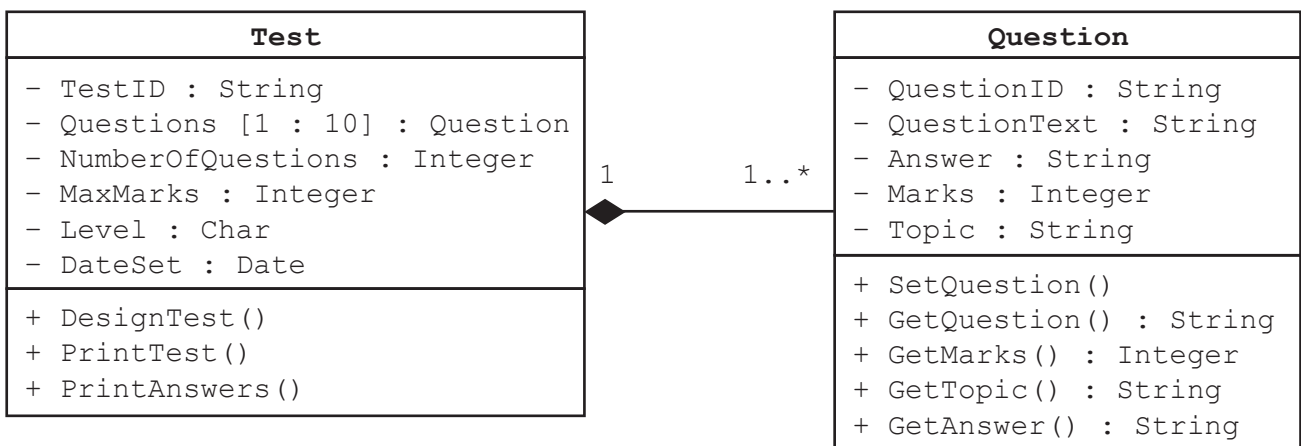 Test
– TestID : String
– Questions [1 : 10] : Question
– NumberOfQuestions : Integer
– MaxMarks : Integer
– Level : Char
– DateSet : Date
+ DesignTest()
+ PrintTest()
+ PrintAnswers()
1
1..*
Question
– QuestionID : String
– QuestionText : String
– Answer : String
– Marks : Integer
– Topic : String
+ SetQuestion()
+ GetQuestion() : String
+ GetMarks() : Integer
+ GetTopic() : String
+ GetAnswer() : String